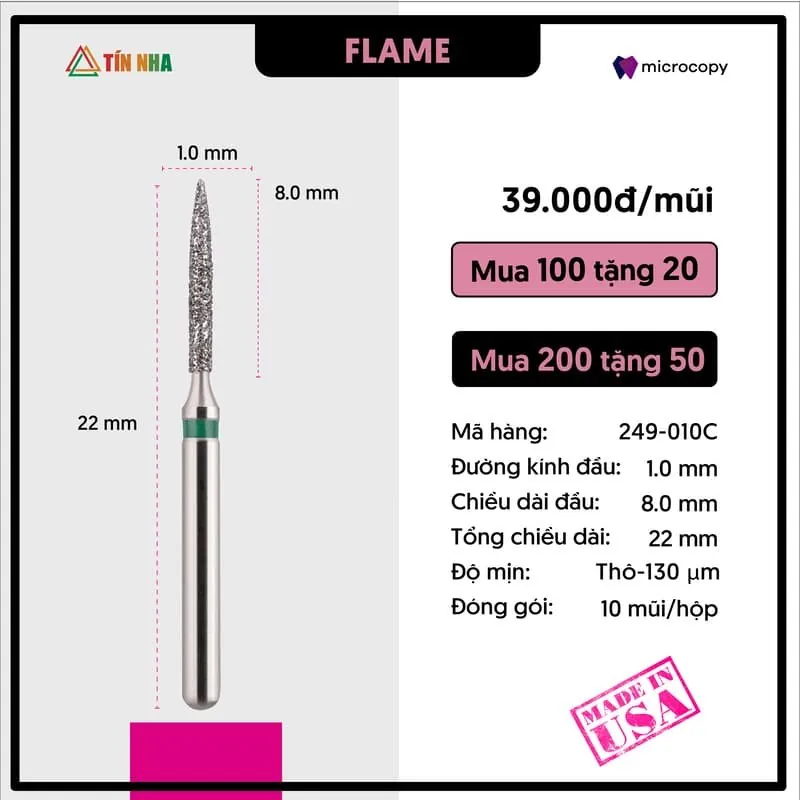 FLAME
TÍN NHA
microcopy
1.0 mm
8.0 mm
22 mm
39.000đ/mũi
Mua 100 tặng 20
Mua 200 tặng 50
Mã hàng: 249-010C
Đường kính đầu: 1.0 mm
Chiều dài đầu: 8.0 mm
Tổng chiều dài: 22 mm
Độ mịn: Thô-130 µm
Đóng gói: 10 mũi/hộp
MADE IN
USA